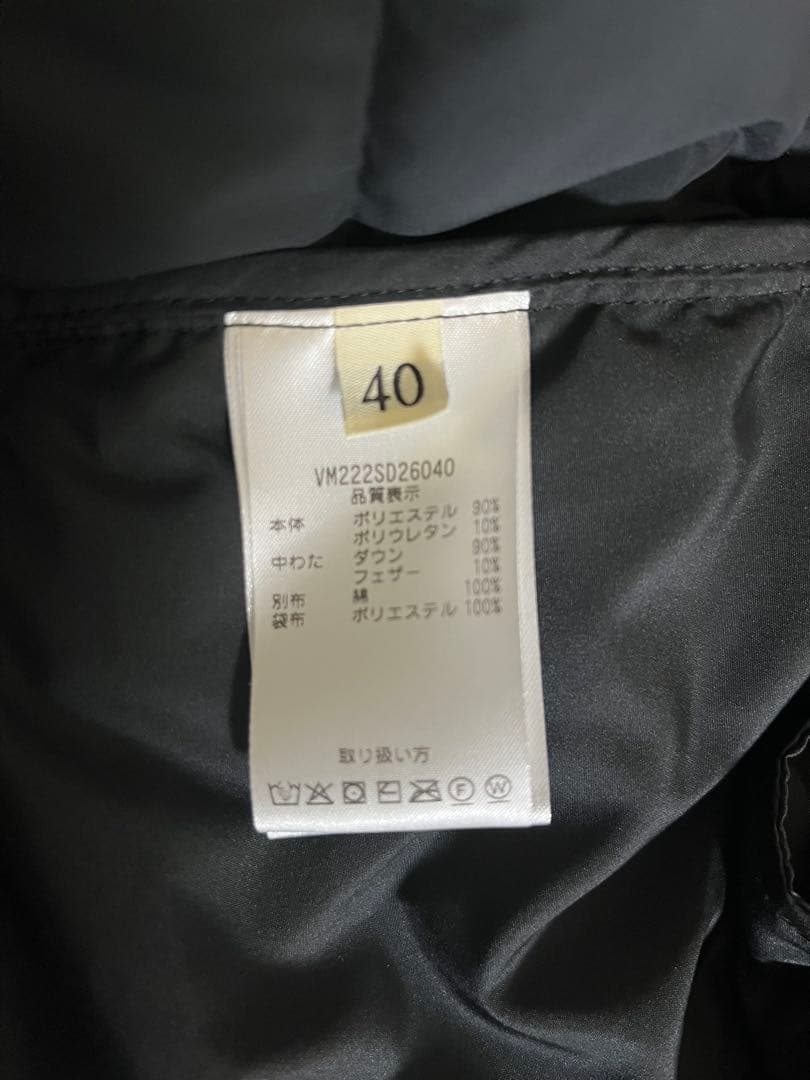 40
VM222SD26040
品質表示
本体 ポリエステル 90%
ポリウレタン 10%
中わた ダウン 90%
フェザー 10%
別布 綿 100%
袋布 ポリエステル 100%
取り扱い方
F W